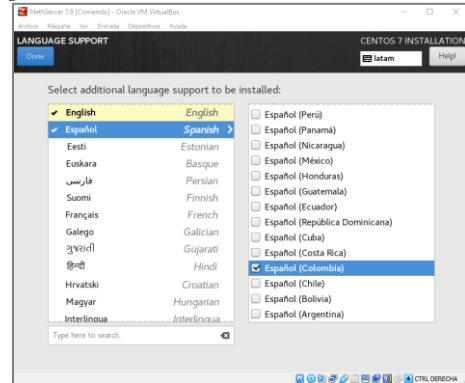 NethServer 7.9 [Corriendo] - Oracle VM VirtualBox
Archivo Máquina Ver Entrada Dispositivos Ayuda
LANGUAGE SUPPORT
CENTOS 7 INSTALLATION
Done
latam
Help!
Select additional language support to be installed:
English English
Español Spanish
Eesti Estonian
Euskara Basque
فارسی Persian
Suomi Finnish
Français French
Galego Galician
ગુજરાતી Gujarati
हिन्दी Hindi
Hrvatski Croatian
Magyar Hungarian
Interlingua Interlingua
Type here to search.
Español (Perú)
Español (Panamá)
Español (Nicaragua)
Español (México)
Español (Honduras)
Español (Guatemala)
Español (Ecuador)
Español (República Dominicana)
Español (Cuba)
Español (Costa Rica)
Español (Colombia)
Español (Chile)
Español (Bolivia)
Español (Argentina)
CTRL DERECHA